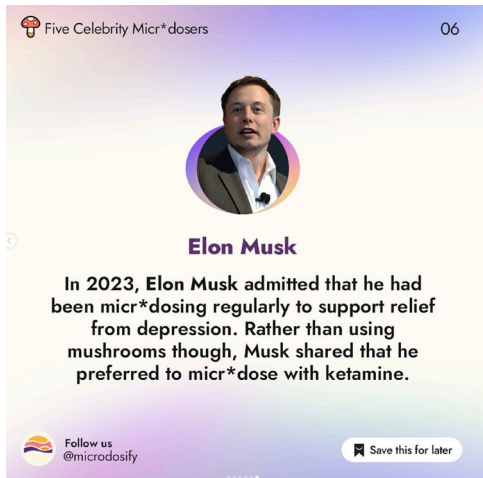 Five Celebrity Micr*dosers
06
Elon Musk
In 2023, Elon Musk admitted that he had
been micr*dosing regularly to support relief
from depression. Rather than using
mushrooms though, Musk shared that he
preferred to micr*dose with ketamine.
Follow us
@microdosify
Save this for later